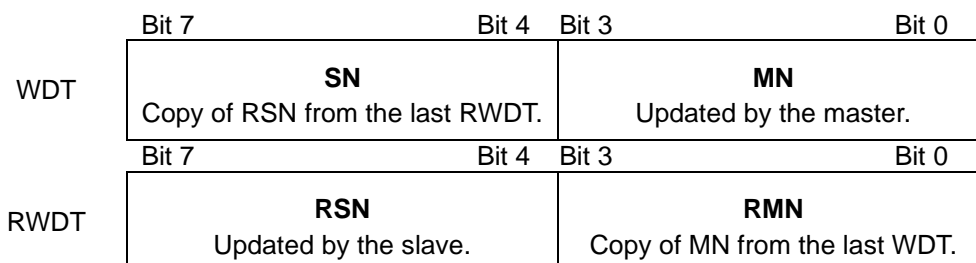 Bit 7 Bit 4 Bit 3 Bit 0
WDT
SN MN
Copy of RSN from the last RWDT. Updated by the master.
Bit 7 Bit 4 Bit 3 Bit 0
RWDT
RSN RMN
Updated by the slave. Copy of MN from the last WDT.